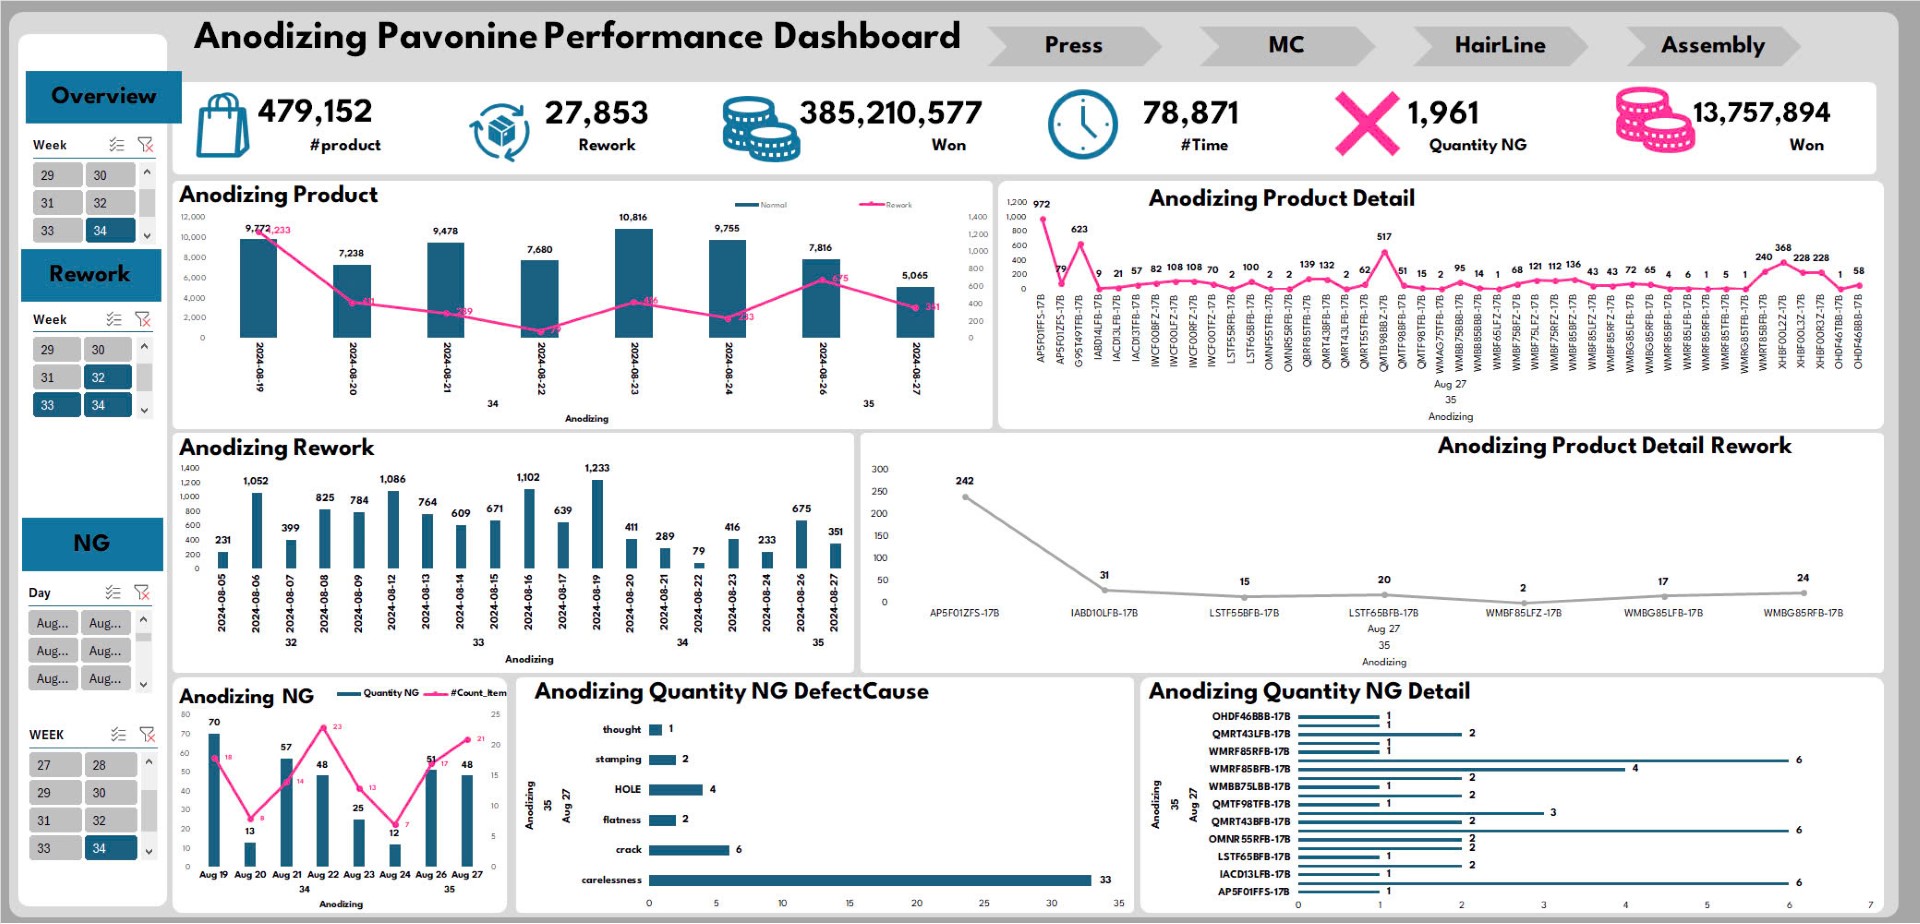 Anodizing Pavonine Performance Dashboard
Press
MC
HairLine
Assembly
Overview
Week
29 30
31 32
33 34
Rework
Week
29 30
31 32
33 34
NG
Day
Aug... Aug...
Aug... Aug...
Aug... Aug...
WEEK
27 28
29 30
31 32
33 34
479,152
#product
27,853
Rework
385,210,577
Won
78,871
#Time
1,961
Quantity NG
13,757,894
Won
Anodizing Product
Normal Rework
12,000
10,000
8,000
6,000
4,000
2,000
0
9,772 7,238 9,478 7,680 10,816 9,755 7,816 5,065
1,233 411 289 79 416 233 675 351
1,400
1,200
1,000
800
600
400
200
0
2024-08-19 2024-08-20 2024-08-21 2024-08-22 2024-08-23 2024-08-24 2024-08-26 2024-08-27
34 35
Anodizing
Anodizing Product Detail
1,200
1,000
800
600
400
200
0
972 79 623 9 21 57 82 108 108 70 2 100 2 2 139 132 2 62 517 51 15 2 95 14 1 68 121 112 136 43 43 72 65 4 6 1 5 1 240 368 228 228 1 58
AP5F01FFS-17B
AP5F01ZFS-17B
G95T49TBB-17B
IABD14LFB-17B
IACD13LFB-17B
IACD13TFB-17B
IWCF00BFZ-17B
IWCF00LFZ-17B
IWCF00RFZ-17B
IWCF00TFZ-17B
LSTF55RFB-17B
LSTF65BFB-17B
OMNF55TFB-17B
OMNR55RFB-17B
QBRF85TFB-17B
QMRT43BFB-17B
QMRT43LFB-17B
QMRT55TFB-17B
QMTB98BBZ-17B
QMTF98BFB-17B
QMTF98TFB-17B
WMAG75TFB-17B
WMBB75BBB-17B
WMBB85BBB-17B
WMBF65LFZ-17B
WMBF75BFZ-17B
WMBF75LFZ-17B
WMBF75RFZ-17B
WMBF85BFZ-17B
WMBF85LFZ-17B
WMBF85RFZ-17B
WMBG85LFB-17B
WMBG85RFB-17B
WMRF85BFB-17B
WMRF85LFB-17B
WMRF85RFB-17B
WMRF85TFB-17B
WMRG85TFB-17B
WMRT85BFB-17B
XHBF00L2Z-17B
XHBF00L3Z-17B
XHBF00R3Z-17B
OHDF46TBB-17B
OHDF46BBB-17B
Aug 27
35
Anodizing
Anodizing Rework
1,400
1,200
1,000
800
600
400
200
0
231 1,052 399 825 784 1,086 764 609 671 1,102 639 1,233 411 289 79 416 233 675 351
2024-08-05 2024-08-06 2024-08-07 2024-08-08 2024-08-09 2024-08-12 2024-08-13 2024-08-14 2024-08-15 2024-08-16 2024-08-17 2024-08-19 2024-08-20 2024-08-21 2024-08-22 2024-08-23 2024-08-24 2024-08-26 2024-08-27
32 33 34 35
Anodizing
Anodizing Product Detail Rework
300
250
200
150
100
50
0
242 31 15 20 2 17 24
AP5F01ZFS-17B IABD10LFB-17B LSTF55BFB-17B LSTF65BFB-17B WMBF85LFZ-17B WMBG85LFB-17B WMBG85RFB-17B
Aug 27
35
Anodizing
Anodizing NG
Quantity NG #Count_Item
80
70
60
50
40
30
20
10
0
70 13 57 48 25 12 51 48
18 8 14 23 13 7 17 21
25
20
15
10
5
0
Aug 19 Aug 20 Aug 21 Aug 22 Aug 23 Aug 24 Aug 26 Aug 27
34 35
Anodizing
Anodizing Quantity NG DefectCause
Anodizing
35
Aug 27
thought 1
stamping 2
HOLE 4
flatness 2
crack 6
carelessness 33
0 5 10 15 20 25 30 35
Anodizing Quantity NG Detail
Anodizing
35
Aug 27
OHDF46BBB-17B 1
1
QMRT43LFB-17B 2
1
WMRF85RFB-17B 1
6
WMRF85BFB-17B 4
2
WMBB75LBB-17B 1
2
QMTF98TFB-17B 1
3
QMRT43BFB-17B 2
6
OMNR55RFB-17B 2
2
LSTF65BFB-17B 1
2
IACD13LFB-17B 1
6
AP5F01FFS-17B 1
0 1 2 3 4 5 6 7